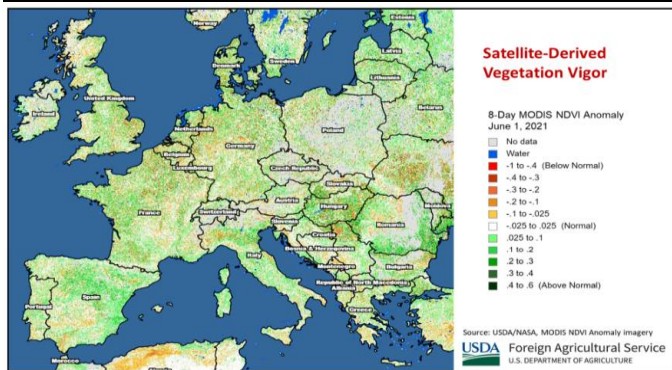 Satellite-Derived
Vegetation Vigor
8-Day MODIS NDVI Anomaly
June 1, 2021
No data
Water
-1 to -.4 (Below Normal)
-.4 to -.3
-.3 to -.2
-.2 to -.1
-.1 to -.025
-.025 to .025 (Normal)
.025 to .1
.1 to .2
.2 to .3
.3 to .4
.4 to .6 (Above Normal)
Source: USDA/NASA, MODIS NDVI Anomaly imagery
USDA Foreign Agricultural Service
U.S. DEPARTMENT OF AGRICULTURE
Norway
Estonia
Sweden
Latvia
Denmark
Lithuania
Ireland
United Kingdom
Belarus
Netherlands
Poland
Germany
Belgium
Luxembourg
Czech Republic
Slovakia
Austria
Hungary
Moldova
France
Switzerland
Slovenia
Romania
Croatia
Bosnia & Herzegovina
Italy
Montenegro
Bulgaria
Republic of North Macedonia
Albania
Portugal
Spain
Greece
Morocco